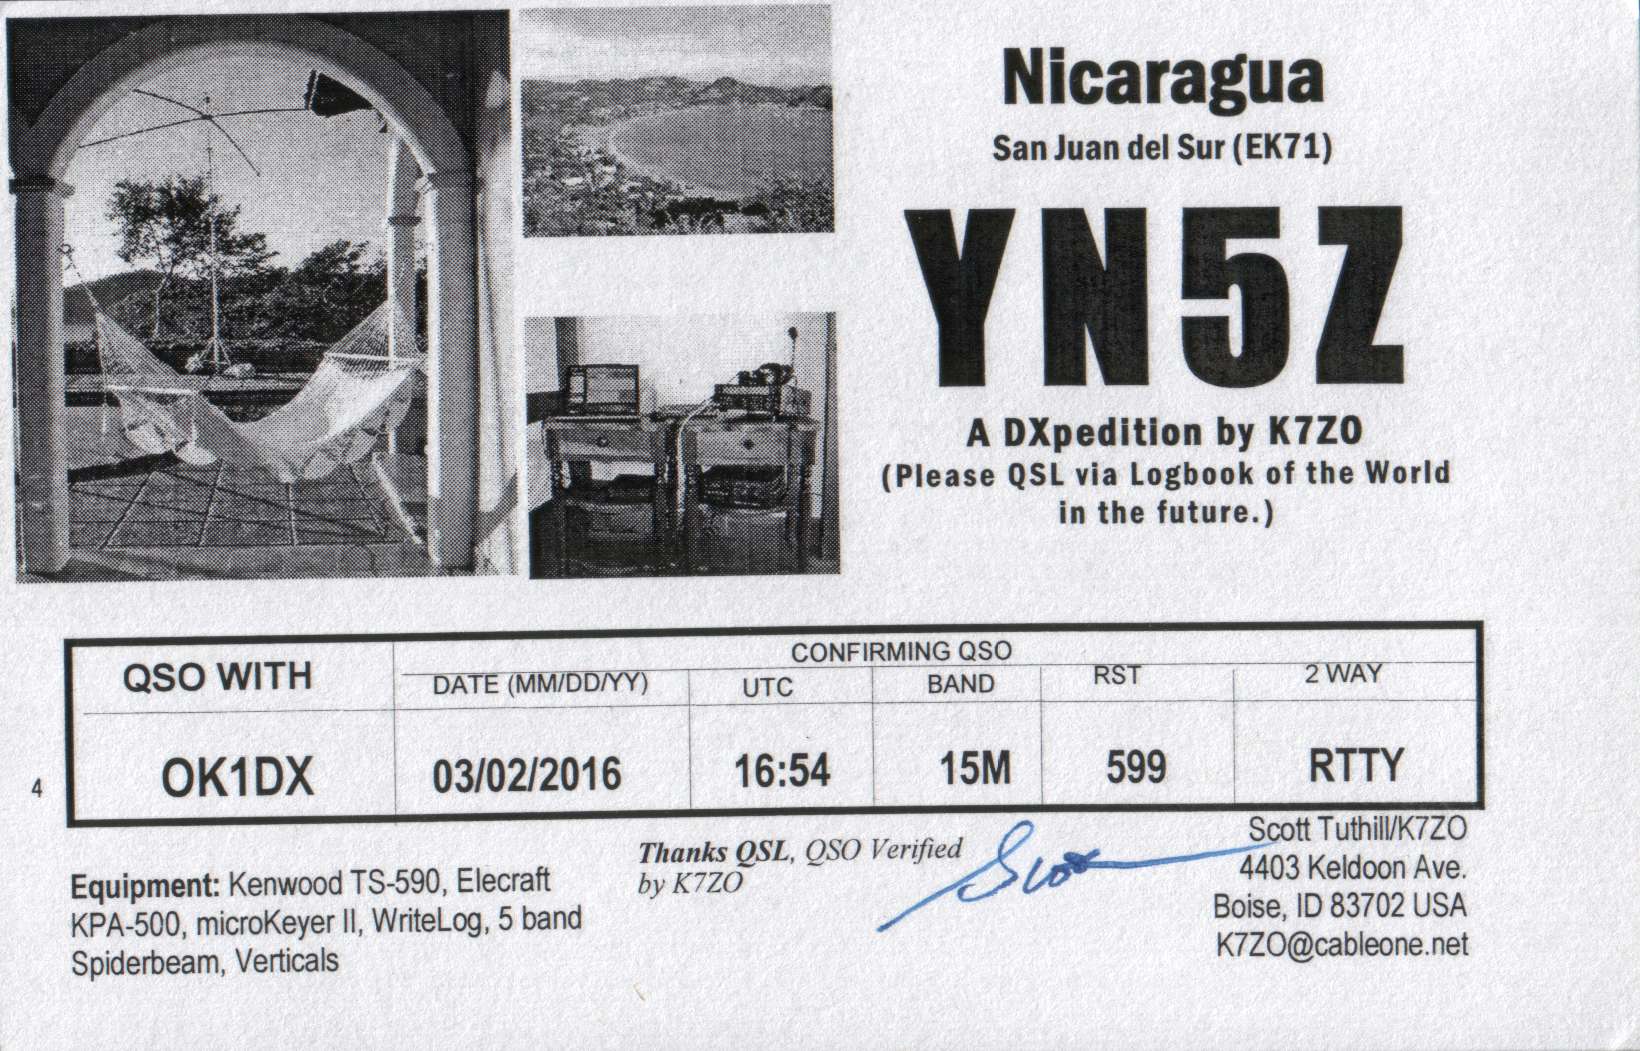 Nicaragua
San Juan del Sur (EK71)
YN5Z
A DXpedition by K7ZO
(Please QSL via Logbook of the World
in the future.)
CONFIRMING QSO
QSO WITH DATE (MM/DD/YY) UTC BAND RST 2 WAY
4 OK1DX 03/02/2016 16:54 15M 599 RTTY
Equipment: Kenwood TS-590, Elecraft
KPA-500, microKeyer II, WriteLog, 5 band
Spiderbeam, Verticals
Thanks QSL, QSO Verified
by K7ZO
Scott
Scott Tuthill/K7ZO
4403 Keldoon Ave.
Boise, ID 83702 USA
K7ZO@cableone.net